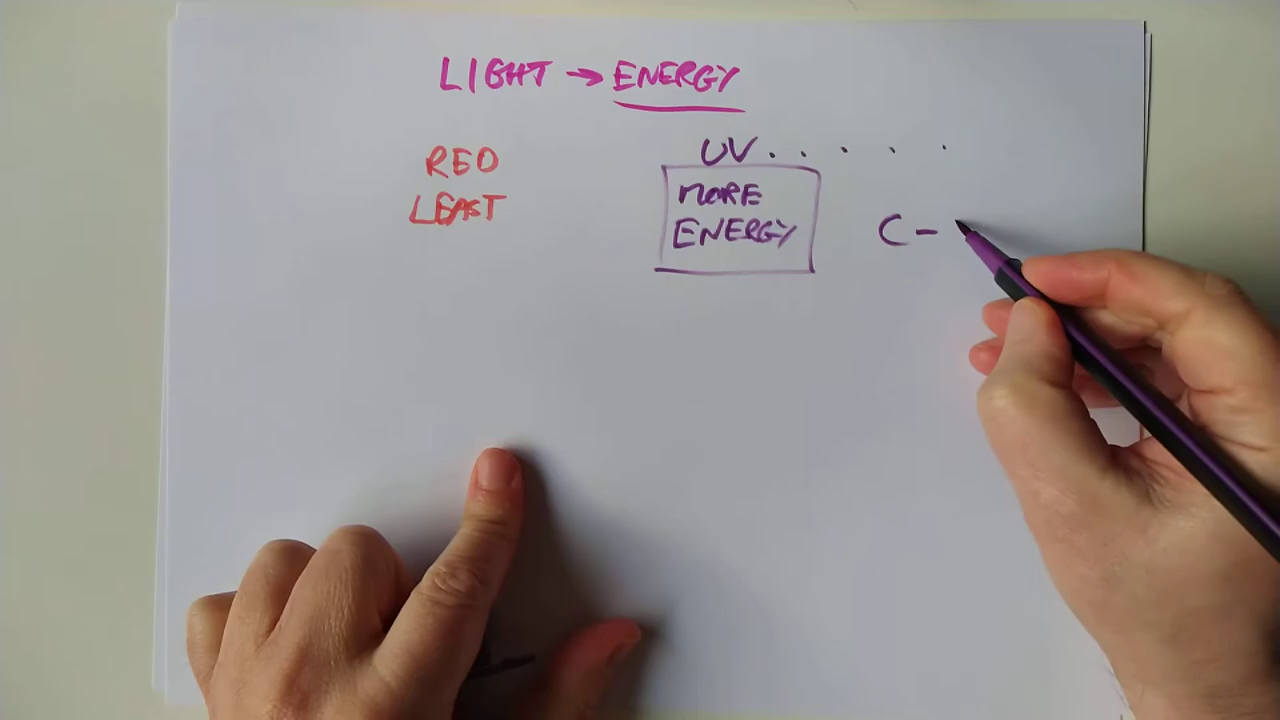 LIGHT → ENERGY
RED
LEAST
UV.....
MORE
ENERGY
C-